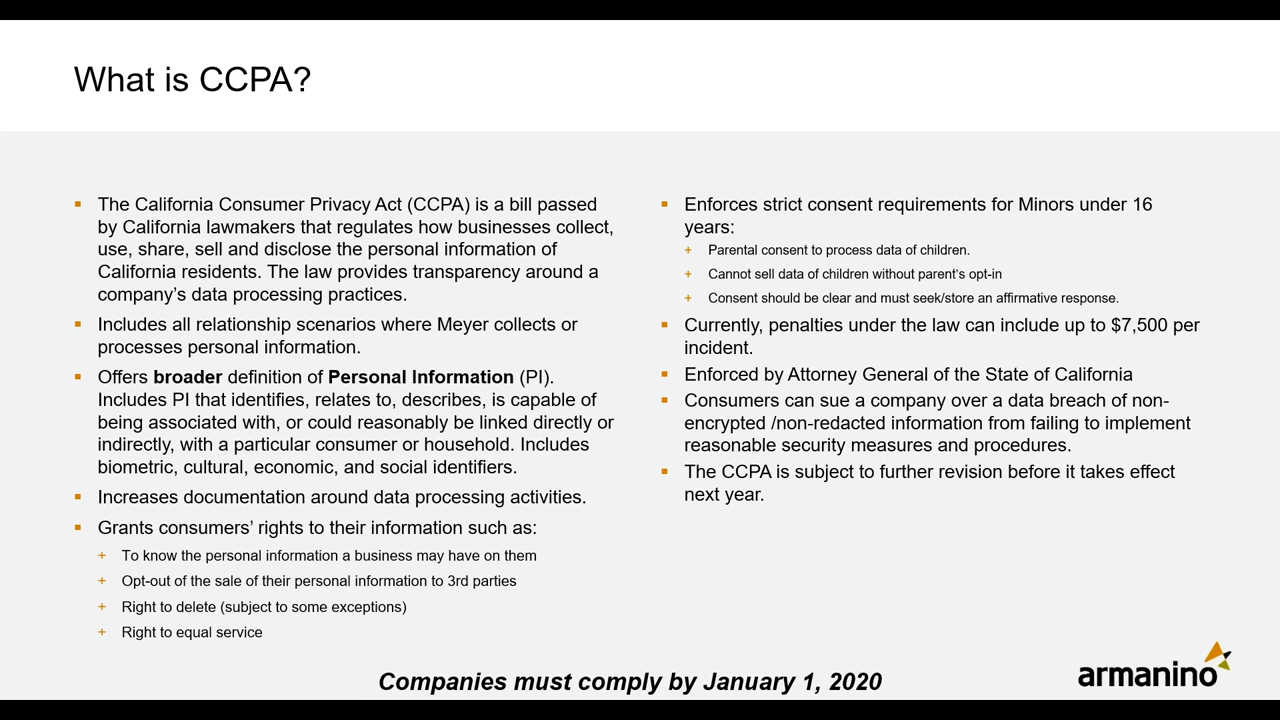 What is CCPA?
The California Consumer Privacy Act (CCPA) is a bill passed
by California lawmakers that regulates how businesses collect,
use, share, sell and disclose the personal information of
California residents. The law provides transparency around a
company's data processing practices.
Includes all relationship scenarios where Meyer collects or
processes personal information.
Offers broader definition of Personal Information (PI).
Includes PI that identifies, relates to, describes, is capable of
being associated with, or could reasonably be linked directly or
indirectly, with a particular consumer or household. Includes
biometric, cultural, economic, and social identifiers.
Increases documentation around data processing activities.
Grants consumers' rights to their information such as:
+ To know the personal information a business may have on them
+ Opt-out of the sale of their personal information to 3rd parties
+ Right to delete (subject to some exceptions)
+ Right to equal service
Enforces strict consent requirements for Minors under 16
years:
+ Parental consent to process data of children.
+ Cannot sell data of children without parent's opt-in
+ Consent should be clear and must seek/store an affirmative response.
Currently, penalties under the law can include up to $7,500 per
incident.
Enforced by Attorney General of the State of California
Consumers can sue a company over a data breach of non-
encrypted /non-redacted information from failing to implement
reasonable security measures and procedures.
The CCPA is subject to further revision before it takes effect
next year.
Companies must comply by January 1, 2020
armanino